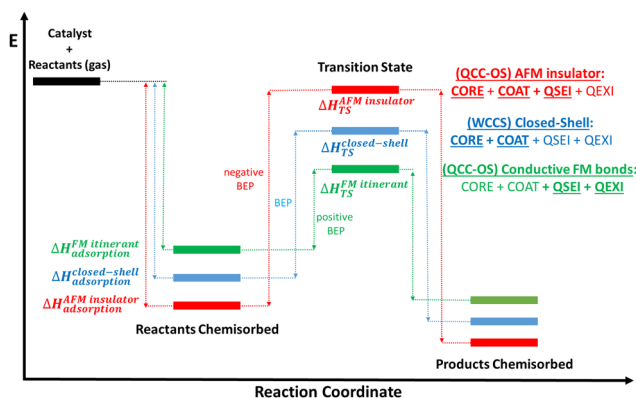 E
Catalyst
+
Reactants (gas)
Transition State
ΔH_TS^AFM insulator
ΔH_TS^closed−shell
ΔH_TS^FM itinerant
(QCC-OS) AFM insulator:
CORE + COAT + QSEI + QEXI
(WCCS) Closed-Shell:
CORE + COAT + QSEI + QEXI
(QCC-OS) Conductive FM bonds:
CORE + COAT + QSEI + QEXI
negative
BEP
BEP
positive
BEP
ΔH_adsorption^FM itinerant
ΔH_adsorption^closed−shell
ΔH_adsorption^AFM insulator
Reactants Chemisorbed
Products Chemisorbed
Reaction Coordinate